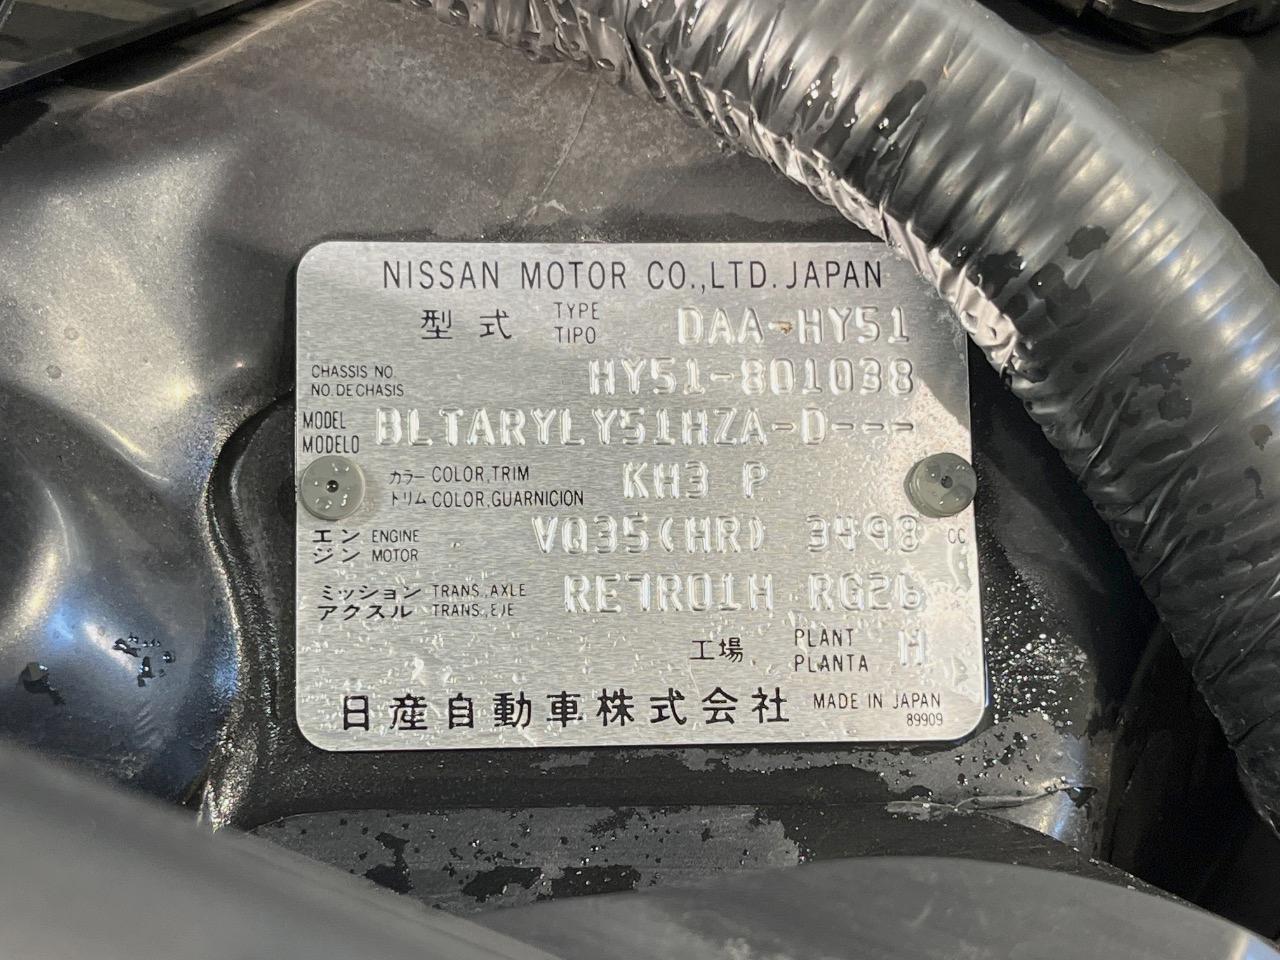 NISSAN MOTOR CO.,LTD. JAPAN
型式 TYPE TIPO DAA-HY51
CHASSIS NO. NO. DE CHASIS HY51-801038
MODEL MODELO BLTARYLY51HZA-D---
カラー COLOR, TRIM トリム COLOR, GUARNICION KH3 P
エンジン ENGINE MOTOR VQ35(HR) 3498 CC
ミッション TRANS., AXLE アクスル TRANS., EJE RE7R01H RG26
工場 PLANT PLANTA H
日産自動車株式会社 MADE IN JAPAN
89909